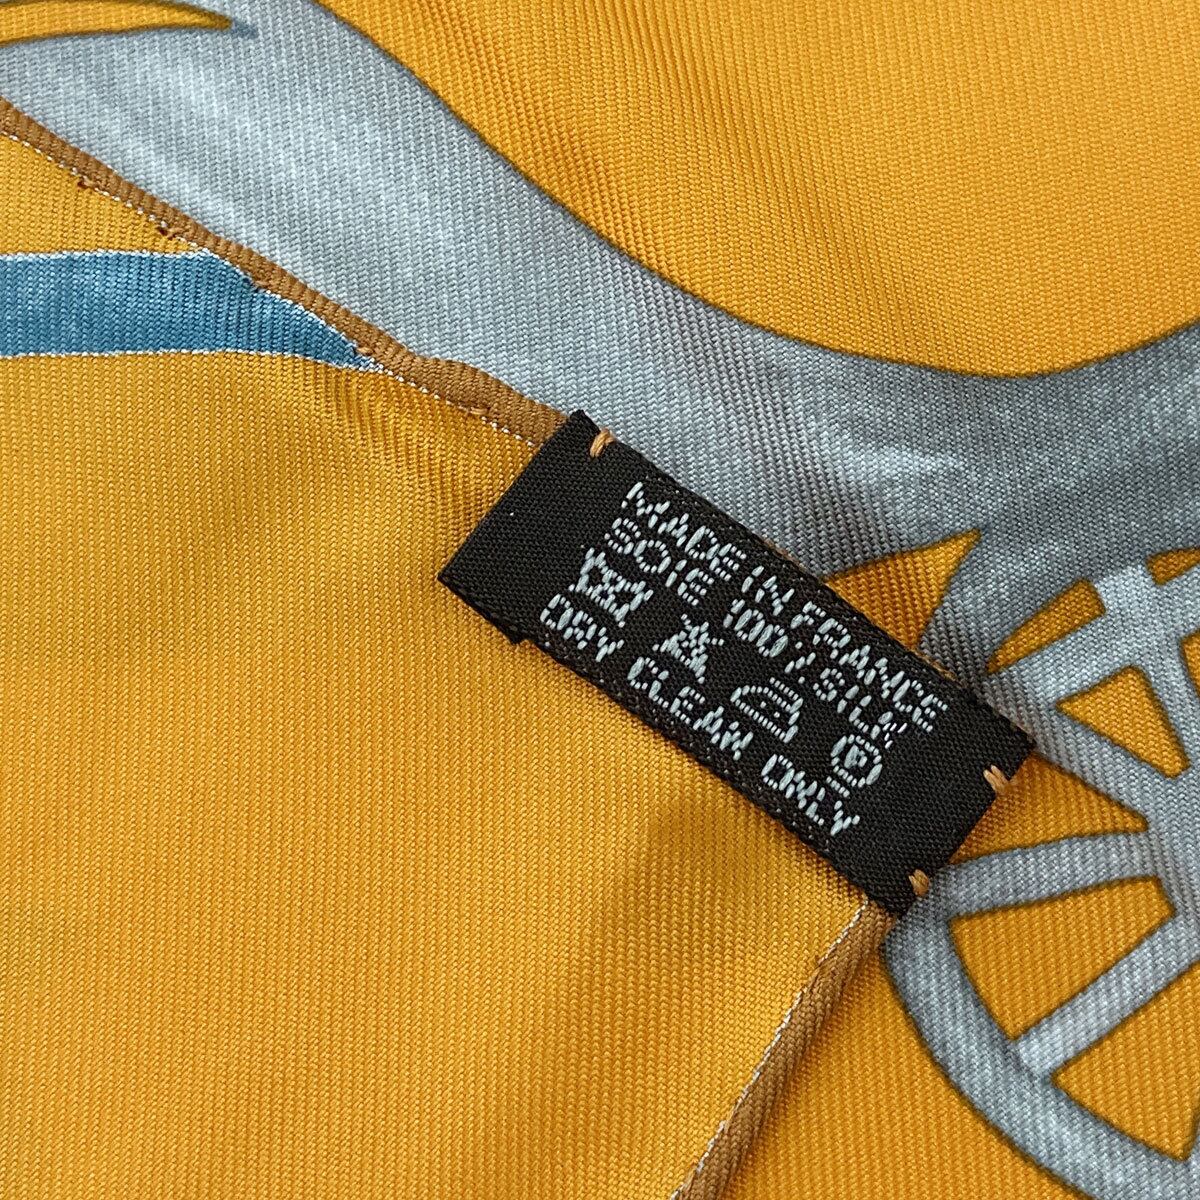 MADE IN FRANCE
SOIE 100% SILK
P
DRY CLEAN ONLY